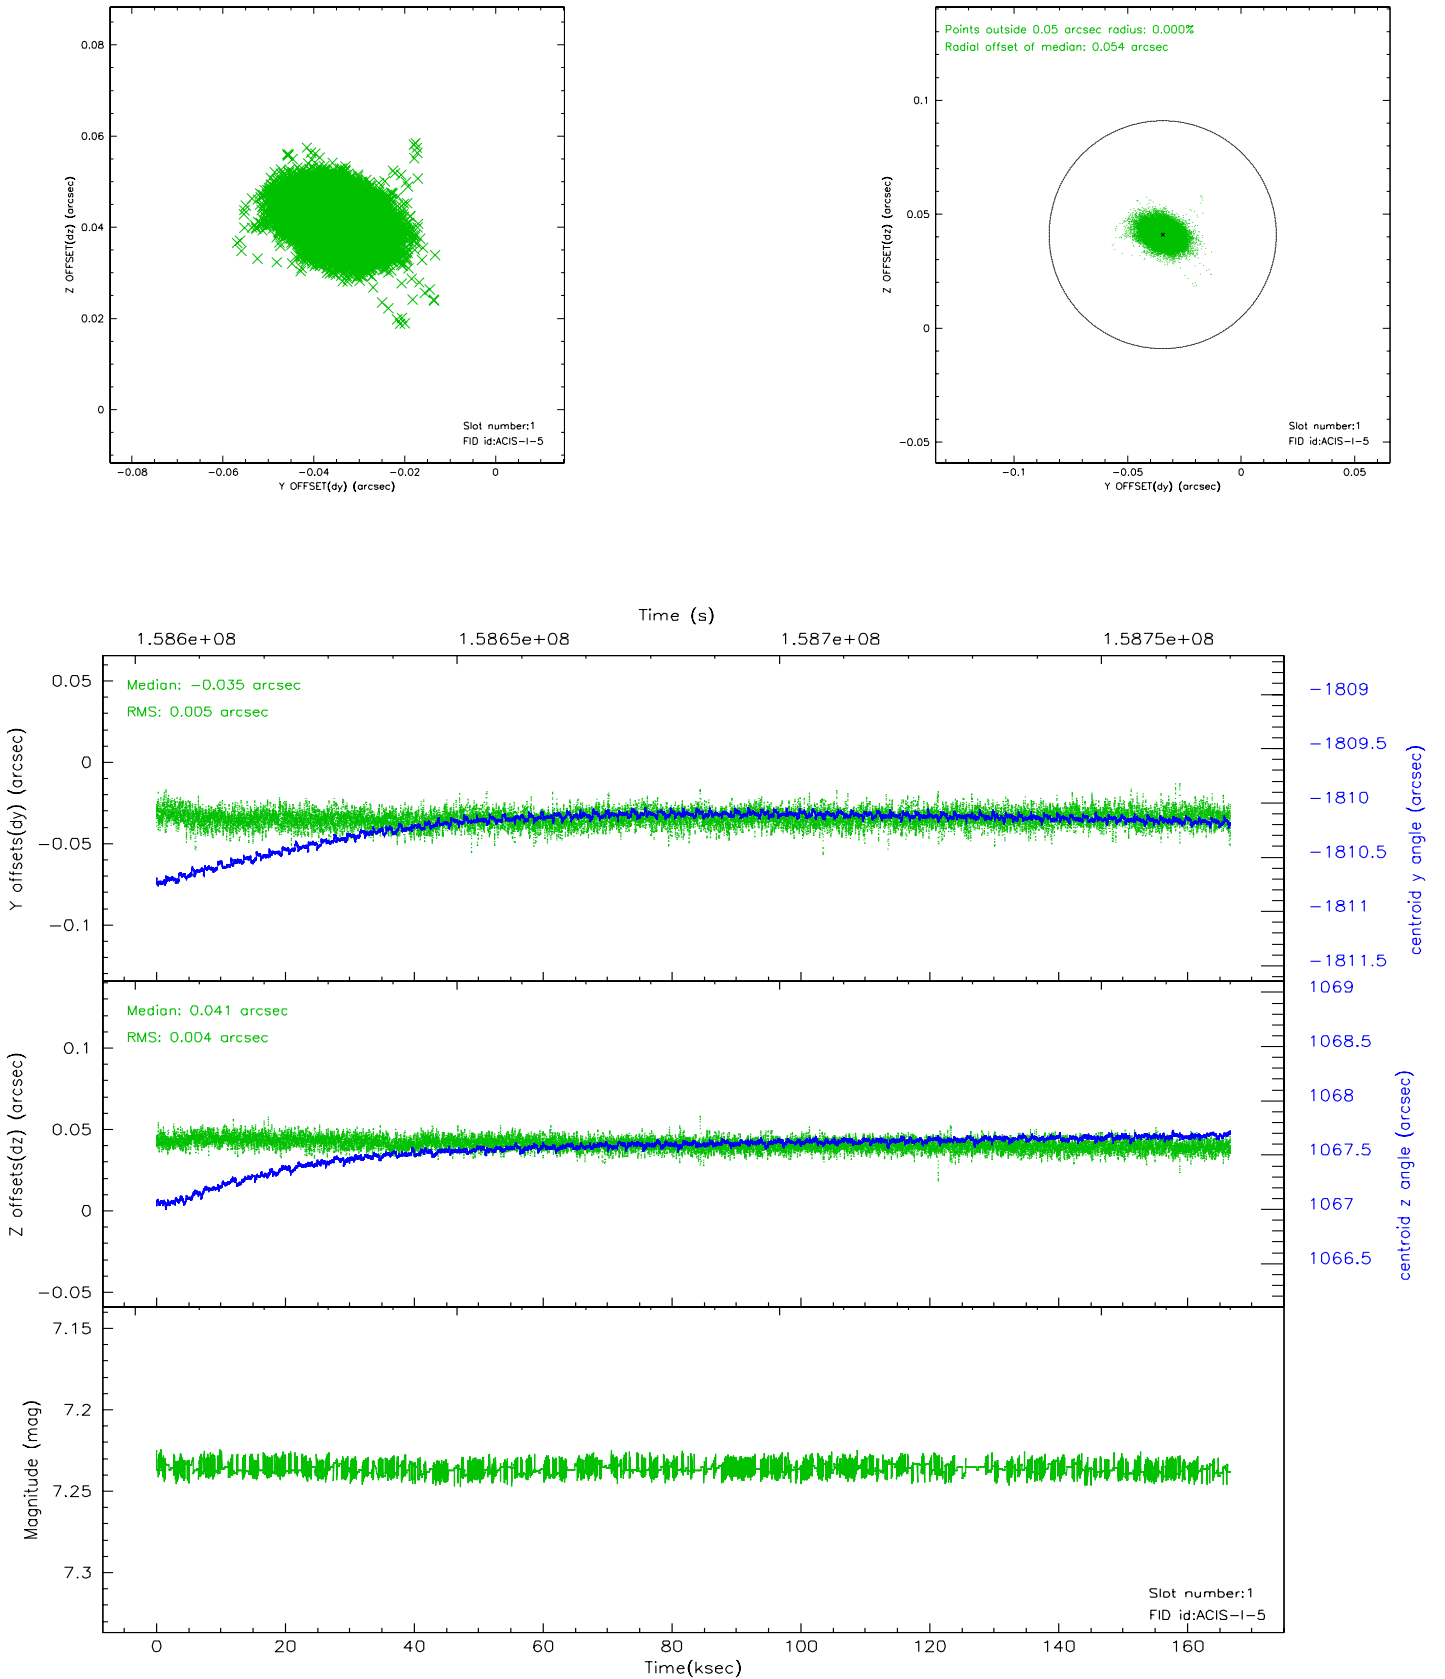 0.08
0.06
0.04
0.02
0
Z OFFSET(dz) (arcsec)
Slot number:1
FID id:ACIS-I-5
-0.08
-0.06
-0.04
-0.02
0
Y OFFSET(dy) (arcsec)
Points outside 0.05 arcsec radius: 0.000%
Radial offset of median: 0.054 arcsec
0.1
0.05
0
-0.05
Z OFFSET(dz) (arcsec)
Slot number:1
FID id:ACIS-I-5
-0.1
-0.05
0
0.05
Y OFFSET(dy) (arcsec)
Time (s)
1.586e+08
1.5865e+08
1.587e+08
1.5875e+08
Median: -0.035 arcsec
RMS: 0.005 arcsec
0.05
0
-0.05
-0.1
Y offsets(dy) (arcsec)
-1809
-1809.5
-1810
-1810.5
-1811
-1811.5
centroid y angle (arcsec)
Median: 0.041 arcsec
RMS: 0.004 arcsec
0.1
0.05
0
-0.05
Z offsets(dz) (arcsec)
1069
1068.5
1068
1067.5
1067
1066.5
centroid z angle (arcsec)
7.15
7.2
7.25
7.3
Magnitude (mag)
Slot number:1
FID id:ACIS-I-5
0
20
40
60
80
100
120
140
160
Time(ksec)